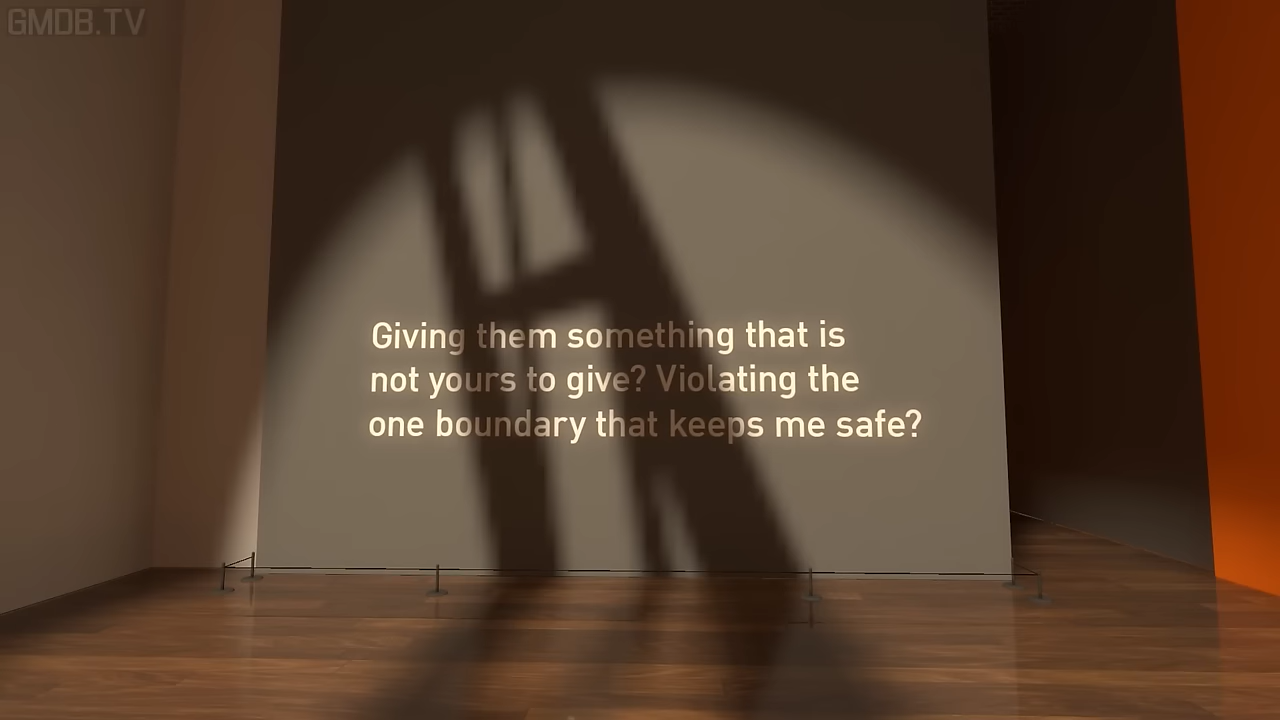 GMDB.TV
Giving them something that is
not yours to give? Violating the
one boundary that keeps me safe?